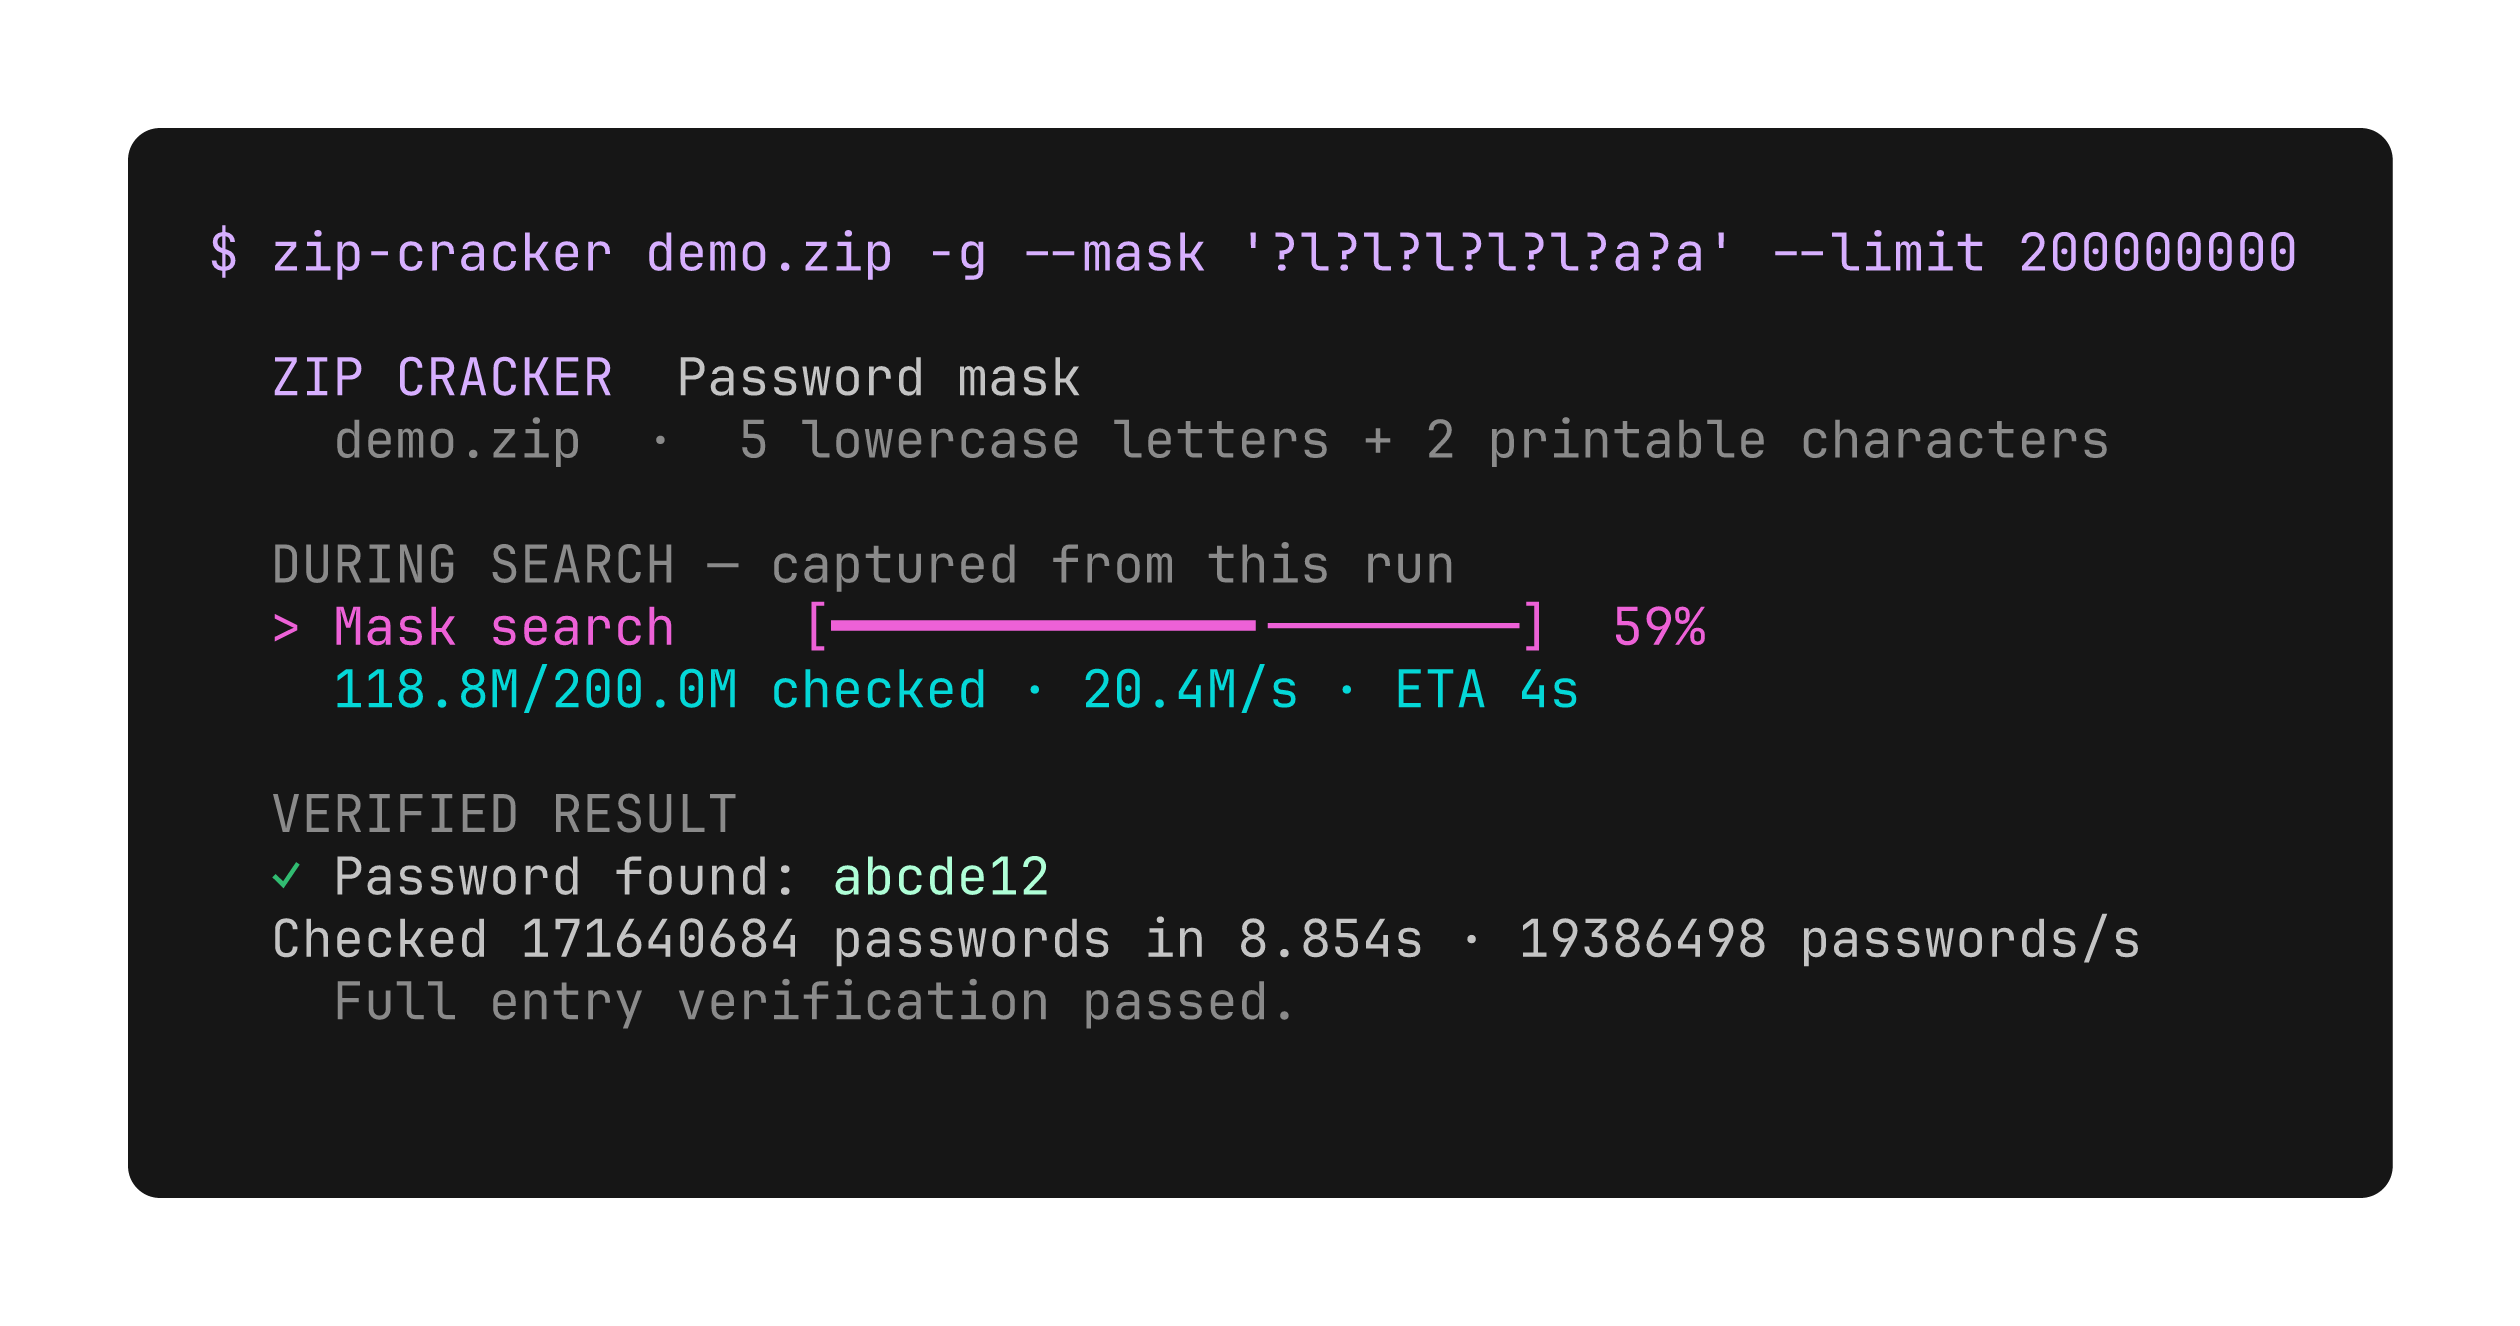 $ zip-cracker demo.zip -g --mask '?l?l?l?l?l?a?a' --limit 200000000
ZIP CRACKER  Password mask
demo.zip  ·  5 lowercase letters + 2 printable characters
DURING SEARCH — captured from this run
> Mask search    [━━━━━━━━━━━━━━────────] 59%
118.8M/200.0M checked · 20.4M/s · ETA 4s
VERIFIED RESULT
✓ Password found: abcde12
Checked 171640684 passwords in 8.854s · 19386498 passwords/s
Full entry verification passed.